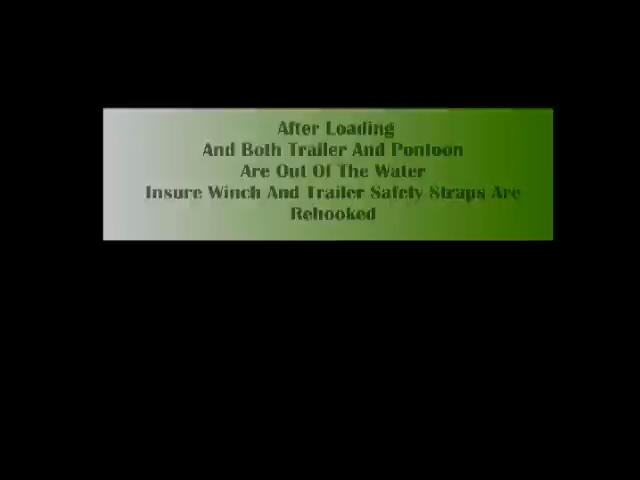 After Loading
And Both Trailer And Pontoon
Are Out Of The Water
Insure Winch And Trailer Safety Straps Are
Rehooked